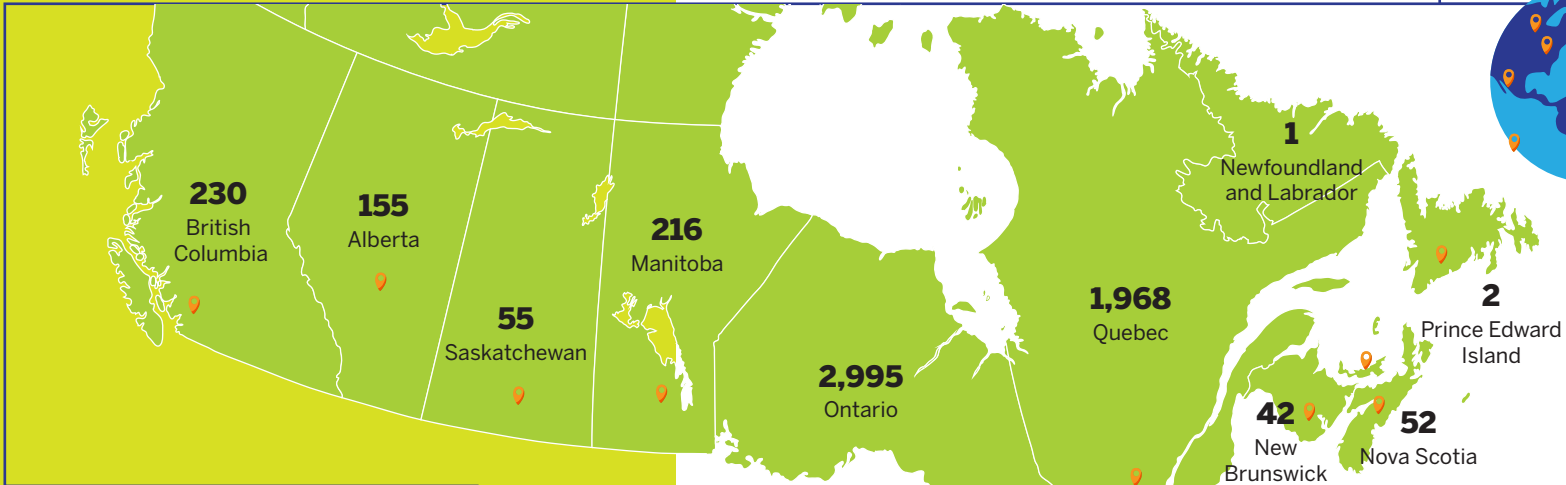 230
British
Columbia
155
Alberta
55
Saskatchewan
216
Manitoba
2,995
Ontario
1,968
Quebec
1
Newfoundland
and Labrador
2
Prince Edward
Island
42
New
Brunswick
52
Nova Scotia